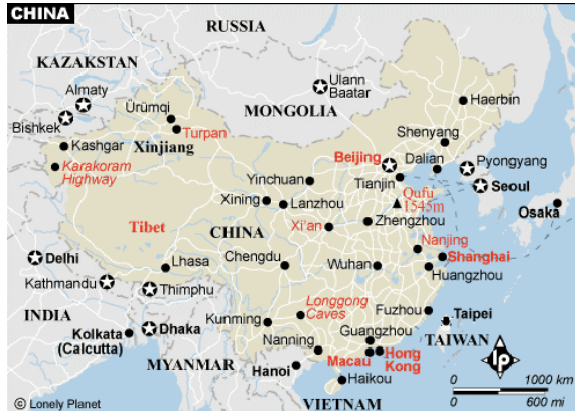 CHINA
RUSSIA
KAZAKSTAN
Almaty
Bishkek
Ürümqi
Turpan
Kashgar
Xinjiang
Karakoram
Highway
Ulann
Baatar
MONGOLIA
Haerbin
Shenyang
Beijing
Dalian
Pyongyang
Tianjin
Seoul
Yinchuan
Qufu
1545m
Osaka
Xining
Lanzhou
Zhengzhou
Xi'an
Tibet
CHINA
Nanjing
Shanghai
Delhi
Lhasa
Chengdu
Wuhan
Huangzhou
Kathmandu
Thimphu
INDIA
Longgong
Caves
Fuzhou
Taipei
Kolkata
(Calcutta)
Dhaka
Kunming
Guangzhou
TAIWAN
Nanning
Macau
Hong
Kong
MYANMAR
Hanoi
Haikou
VIETNAM
lp
0 1000 km
0 600 mi
© Lonely Planet